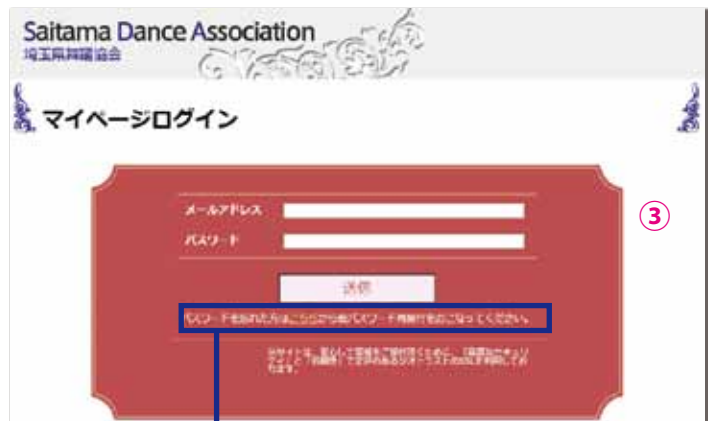 Saitama Dance Association
埼玉県舞踊協会
マイページログイン
③
メールアドレス
パスワード
送信
パスワードを忘れた方はこちらから パスワード再発行をおこなってください。